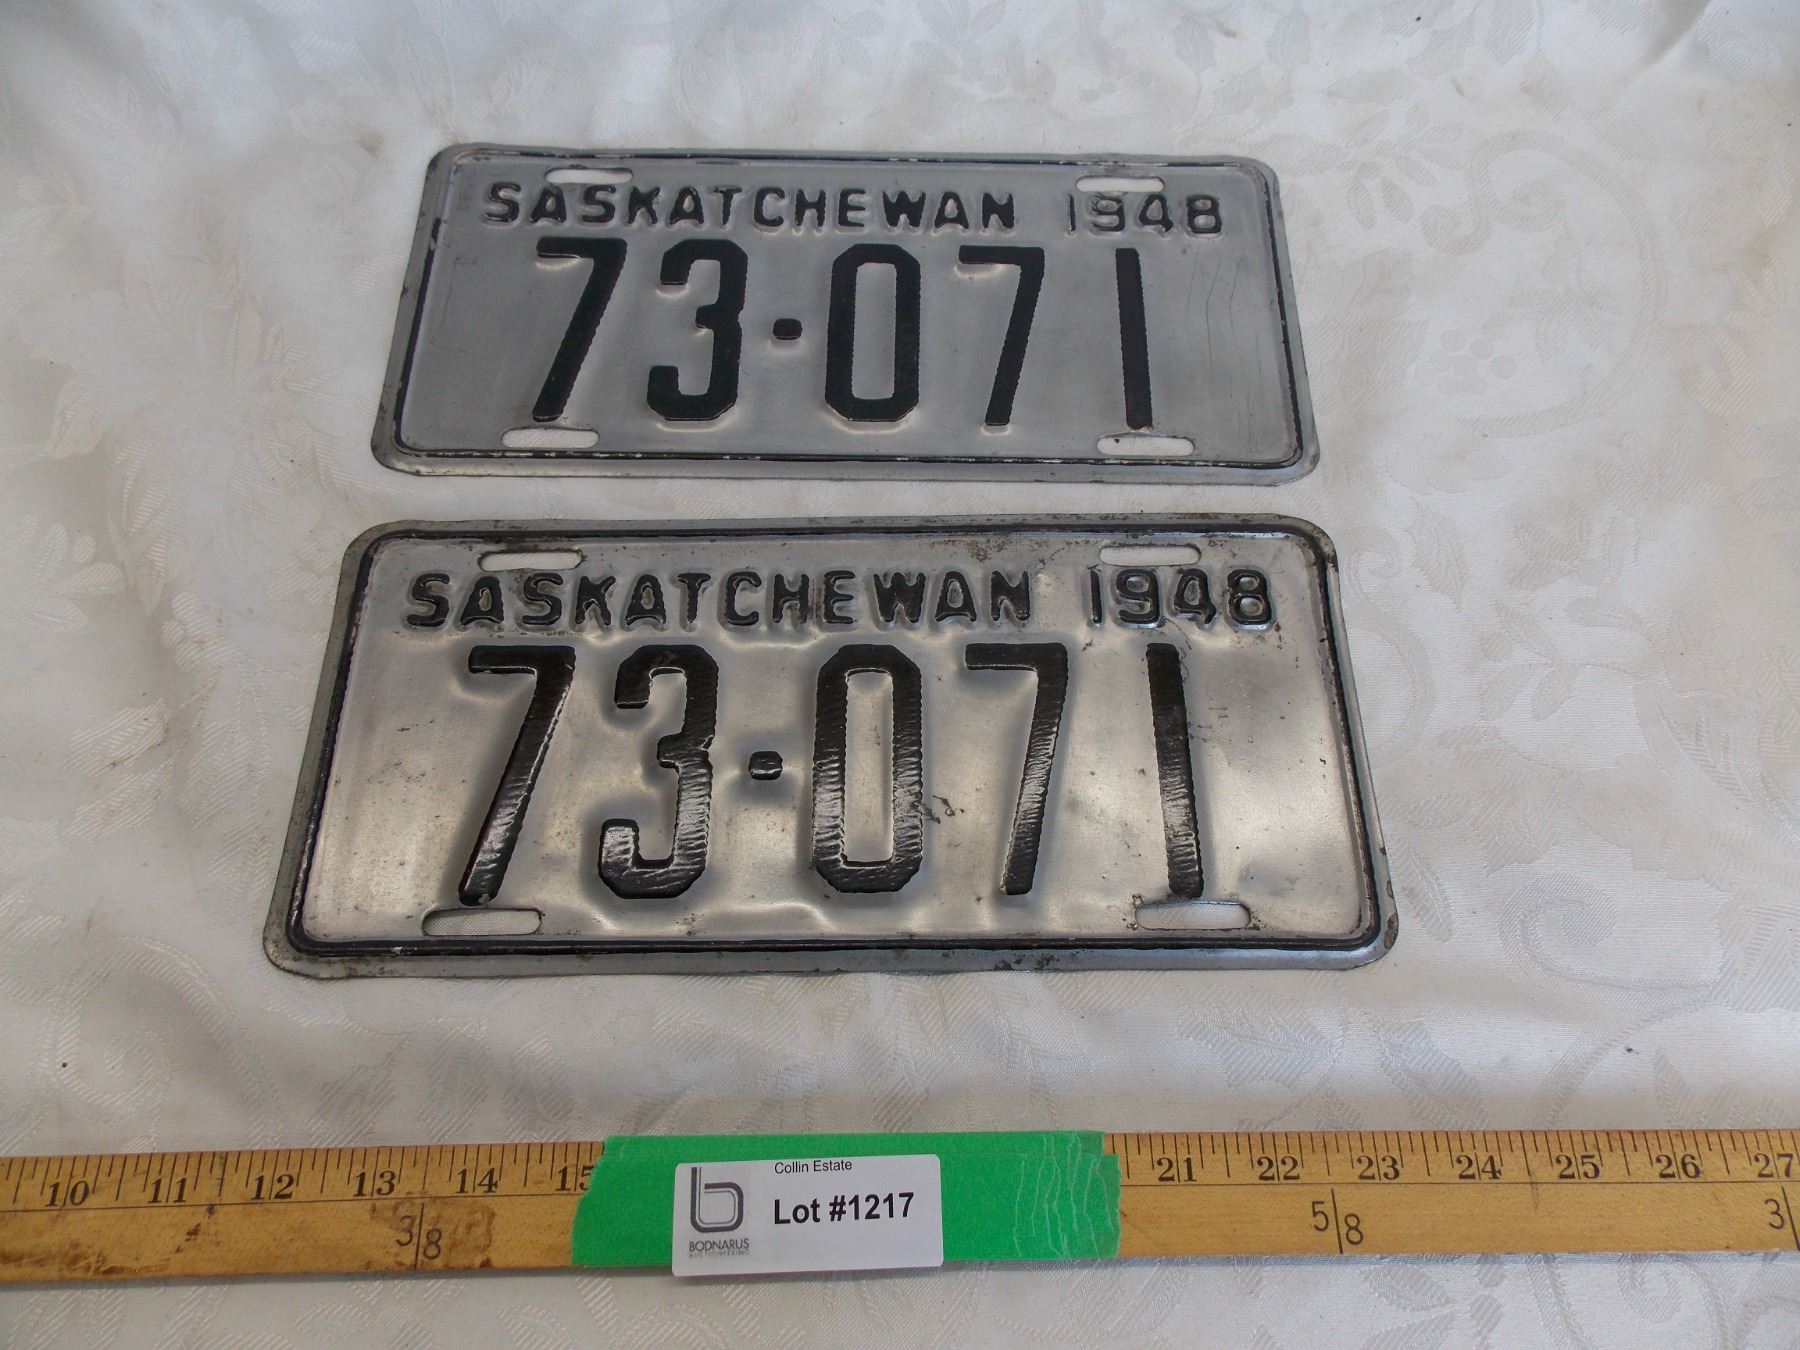 SASKATCHEWAN 1948
73·071
SASKATCHEWAN 1948
73·071
10 11 12 13 14 15 21 22 23 24 25 26 27
3|8 5|8 3|
Collin Estate
Lot #1217
BODNARUS
AUCTIONEERING